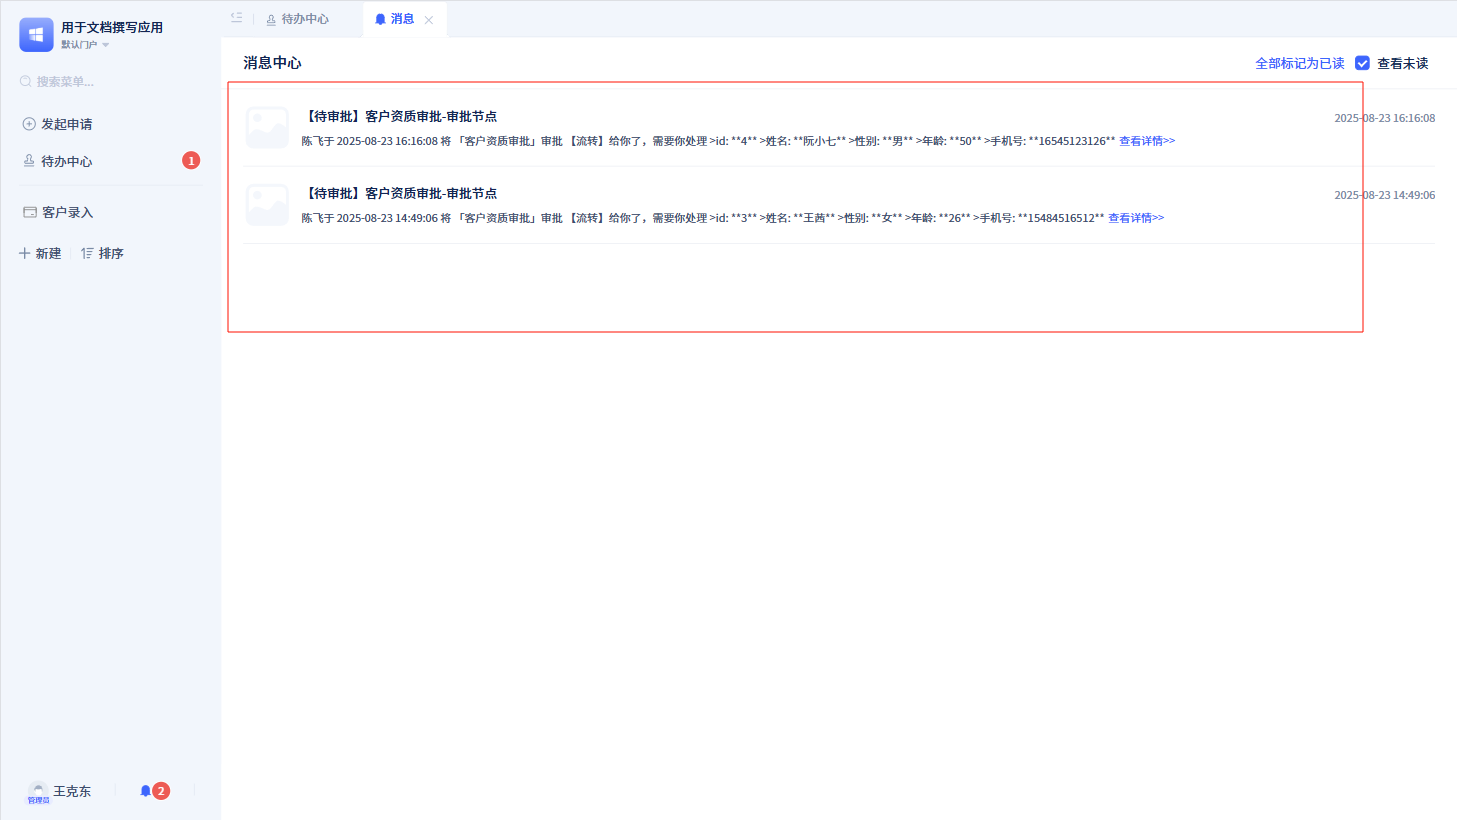 用于文档撰写应用
默认门户
搜索菜单...
发起申请
待办中心
1
客户录入
新建
排序
王克东
管理员
2
待办中心
消息
消息中心
全部标记为已读
查看未读
【待审批】客户资质审批-审批节点
2025-08-23 16:16:08
陈飞于 2025-08-23 16:16:08 将 「客户资质审批」审批 【流转】给你了，需要你处理 >id: **4** >姓名: **阮小七** >性别: **男** >年龄: **50** >手机号: **16545123126** 查看详情>>
【待审批】客户资质审批-审批节点
2025-08-23 14:49:06
陈飞于 2025-08-23 14:49:06 将 「客户资质审批」审批 【流转】给你了，需要你处理 >id: **3** >姓名: **王茜** >性别: **女** >年龄: **26** >手机号: **15484516512** 查看详情>>